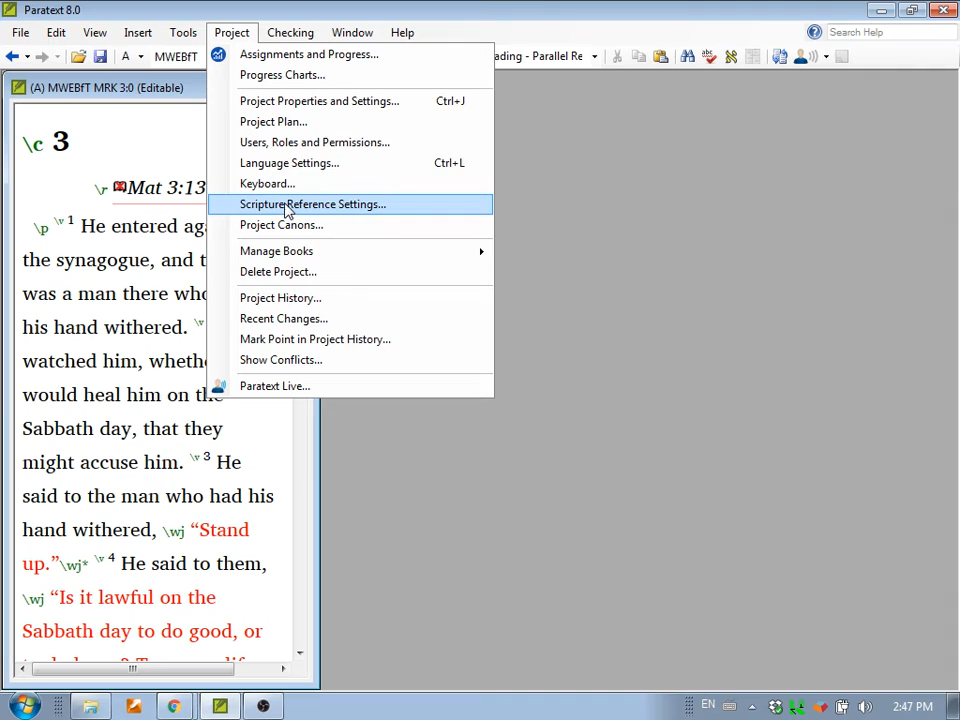 Paratext 8.0
File Edit View Insert Tools Project Checking Window Help
Search Help
A MWEBfT
ding - Parallel Re
(A) MWEBfT MRK 3:0 (Editable)
\c 3
\r Mat 3:13
\p \v 1 He entered aga
the synagogue, and t
was a man there who
his hand withered. \v
watched him, whethe
would heal him on the
Sabbath day, that they
might accuse him. \v 3 He
said to the man who had his
hand withered, \wj “Stand
up.”\wj* \v 4 He said to them,
\wj “Is it lawful on the
Sabbath day to do good, or
Assignments and Progress...
Progress Charts...
Project Properties and Settings... Ctrl+J
Project Plan...
Users, Roles and Permissions...
Language Settings... Ctrl+L
Keyboard...
Scripture Reference Settings...
Project Canons...
Manage Books
Delete Project...
Project History...
Recent Changes...
Mark Point in Project History...
Show Conflicts...
Paratext Live...
EN
2:47 PM